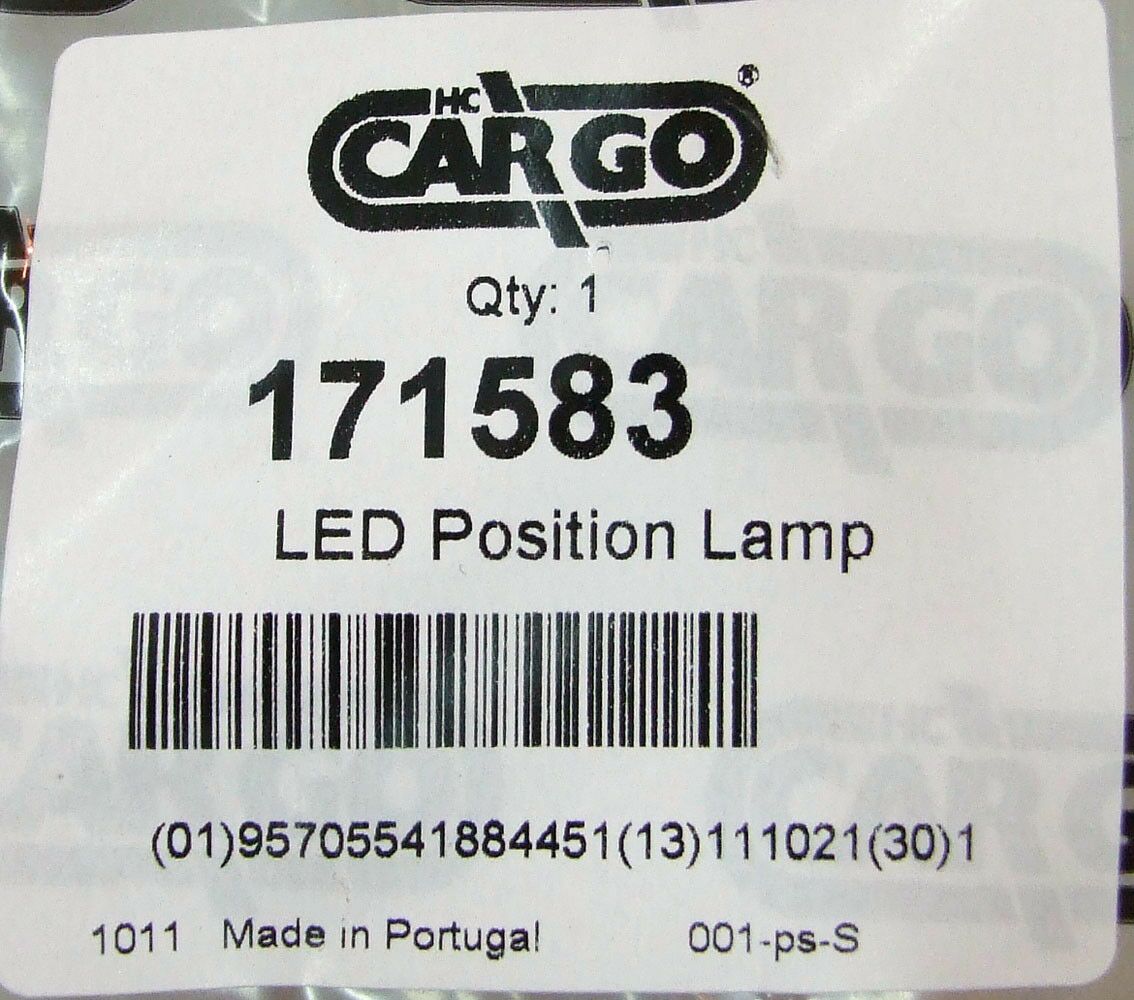 HC
CARGO®
Qty: 1
171583
LED Position Lamp
(01)95705541884451(13)111021(30)1
1011 Made in Portugal 001-ps-S